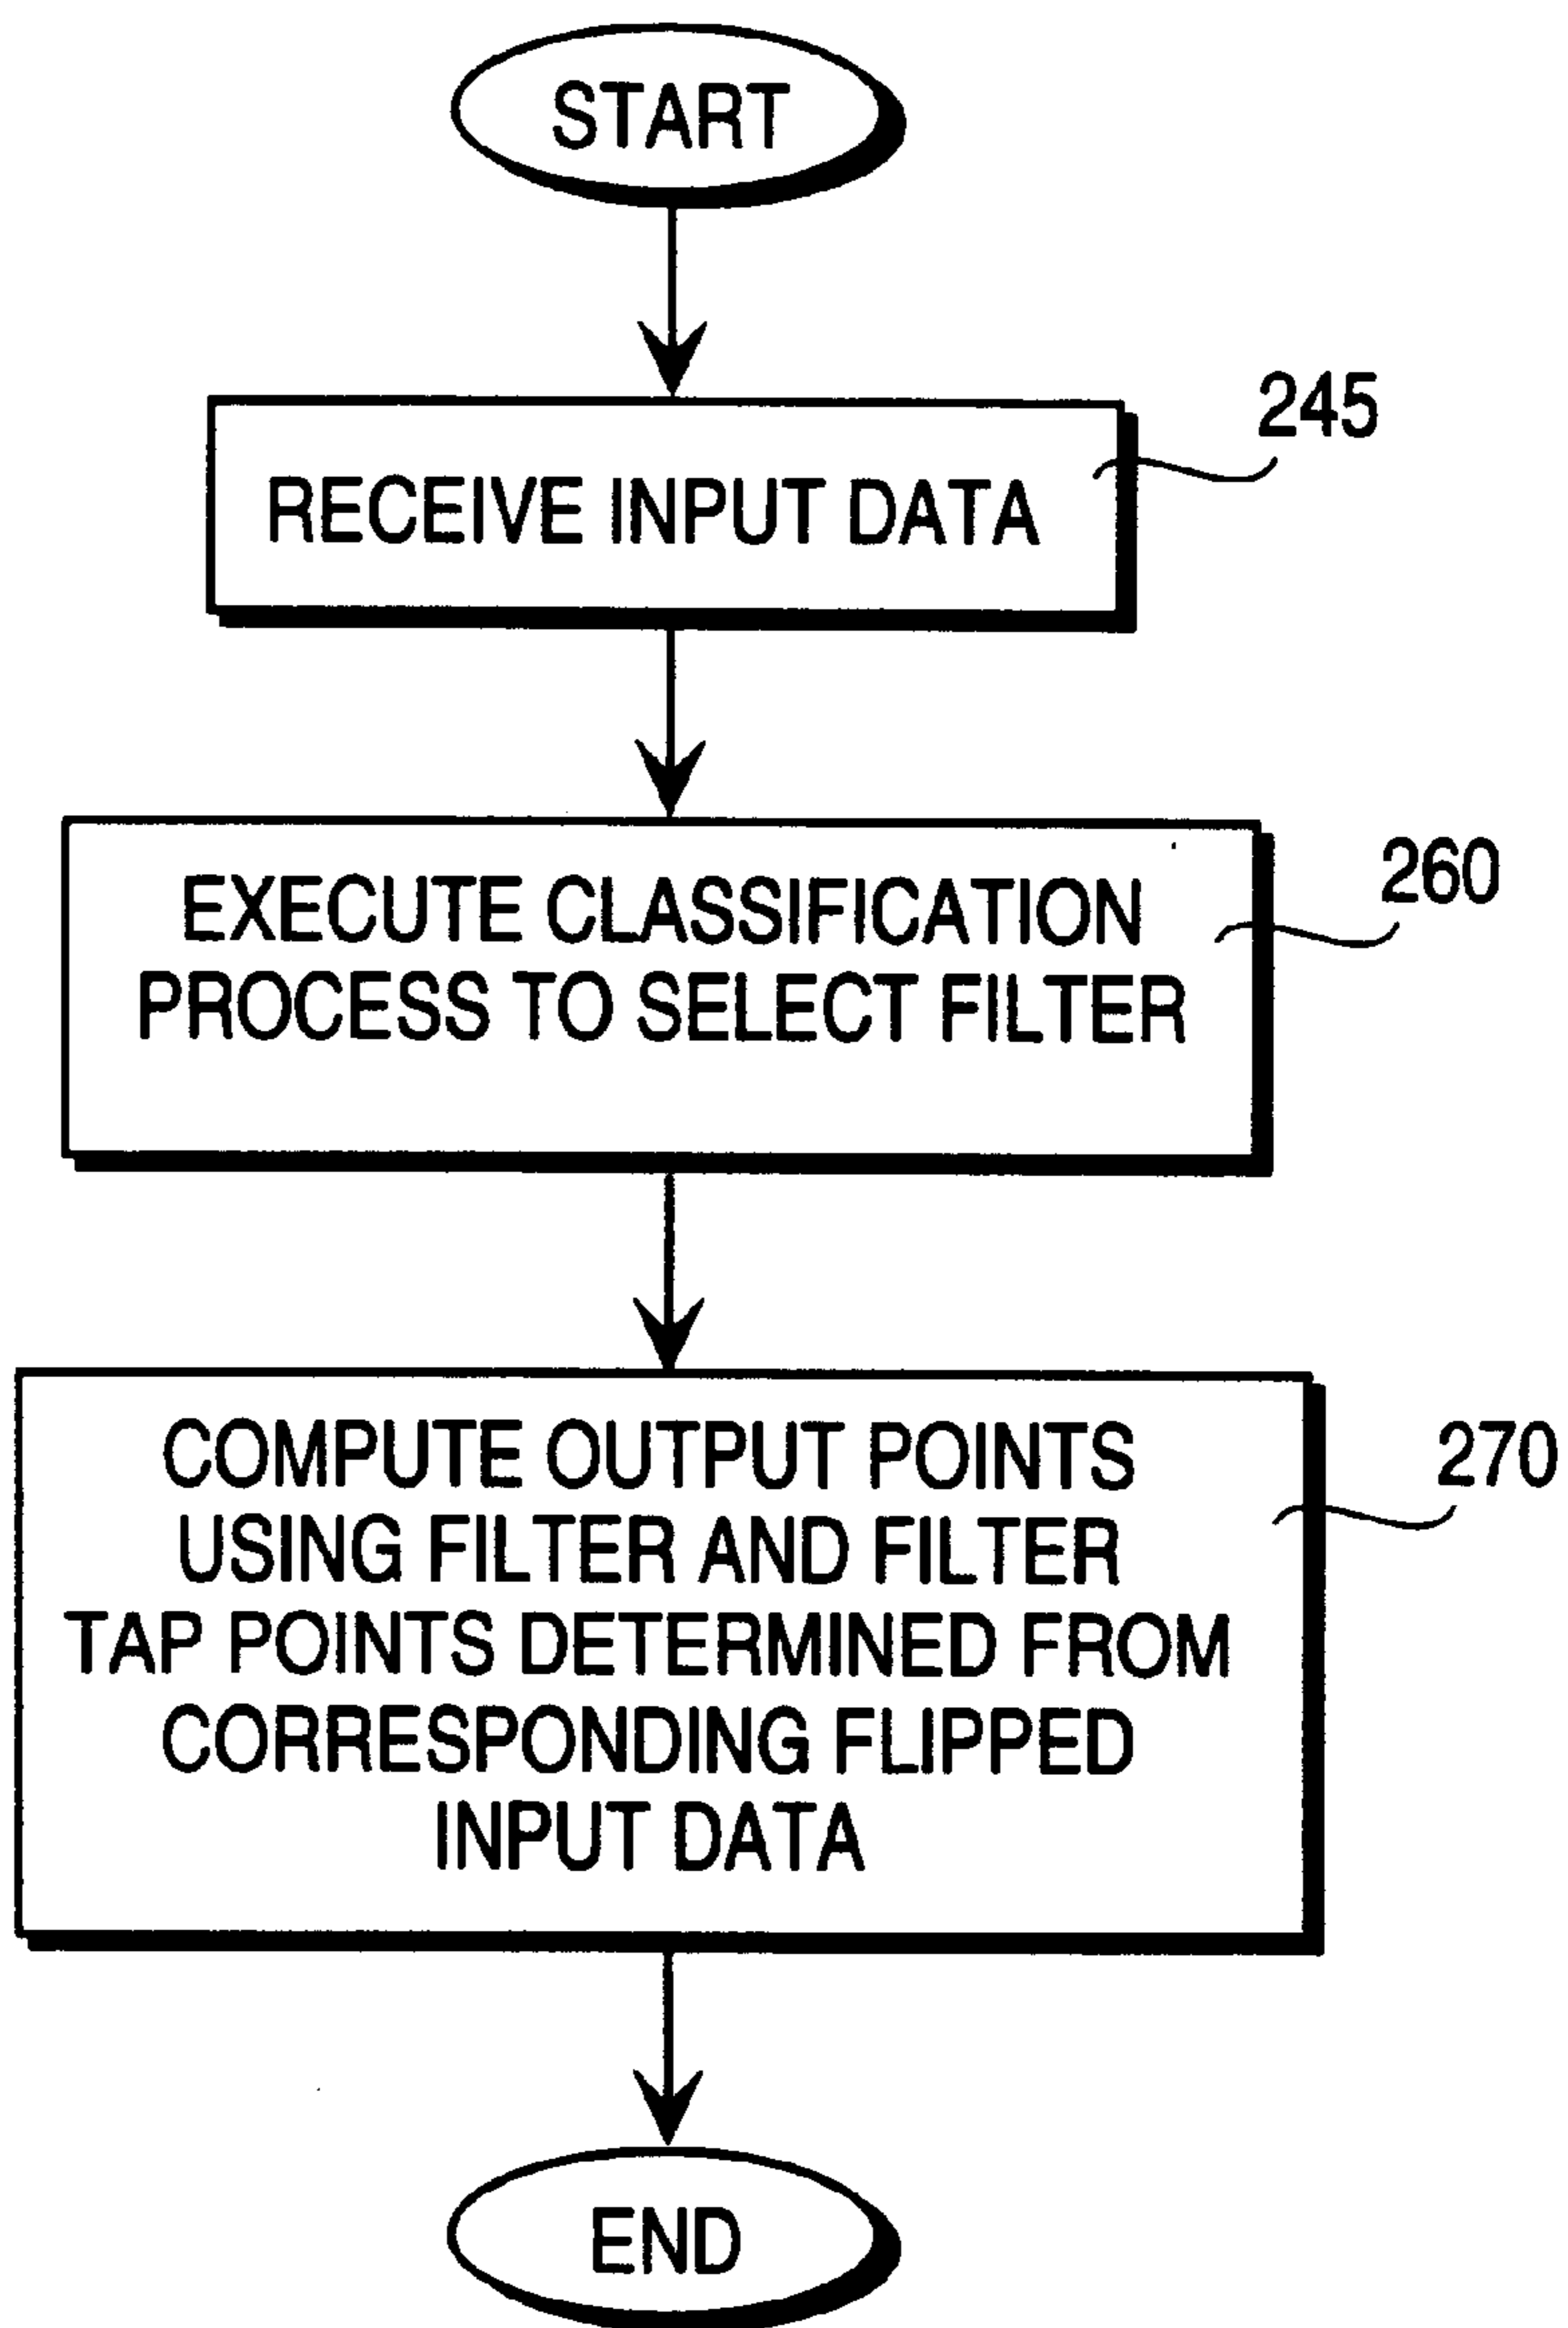 START
245
RECEIVE INPUT DATA
260
EXECUTE CLASSIFICATION
PROCESS TO SELECT FILTER
270
COMPUTE OUTPUT POINTS
USING FILTER AND FILTER
TAP POINTS DETERMINED FROM
CORRESPONDING FLIPPED
INPUT DATA
END